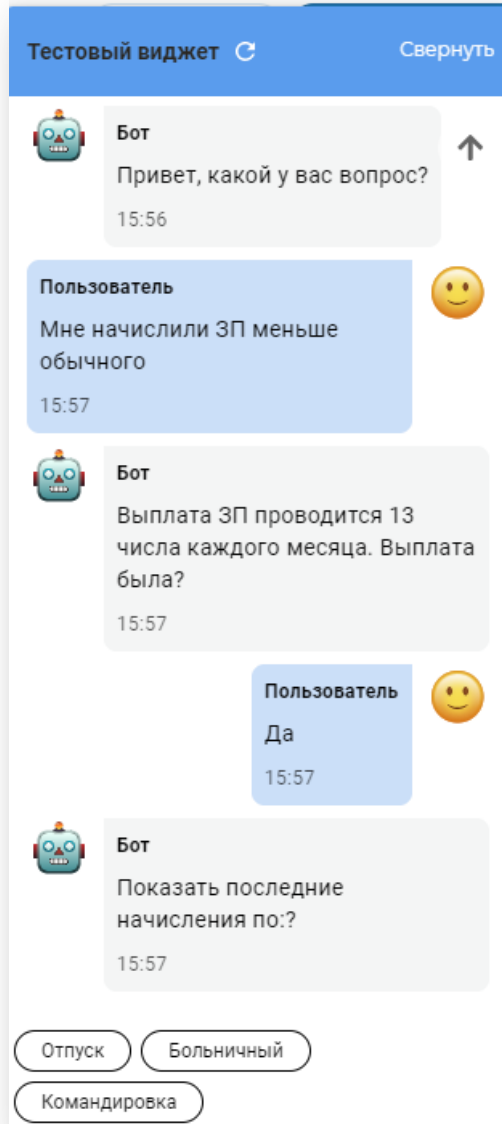 Тестовый виджет Свернуть
Бот
Привет, какой у вас вопрос?
15:56
Пользователь
Мне начислили ЗП меньше
обычного
15:57
Бот
Выплата ЗП проводится 13
числа каждого месяца. Выплата
была?
15:57
Пользователь
Да
15:57
Бот
Показать последние
начисления по:?
15:57
Отпуск Больничный
Командировка